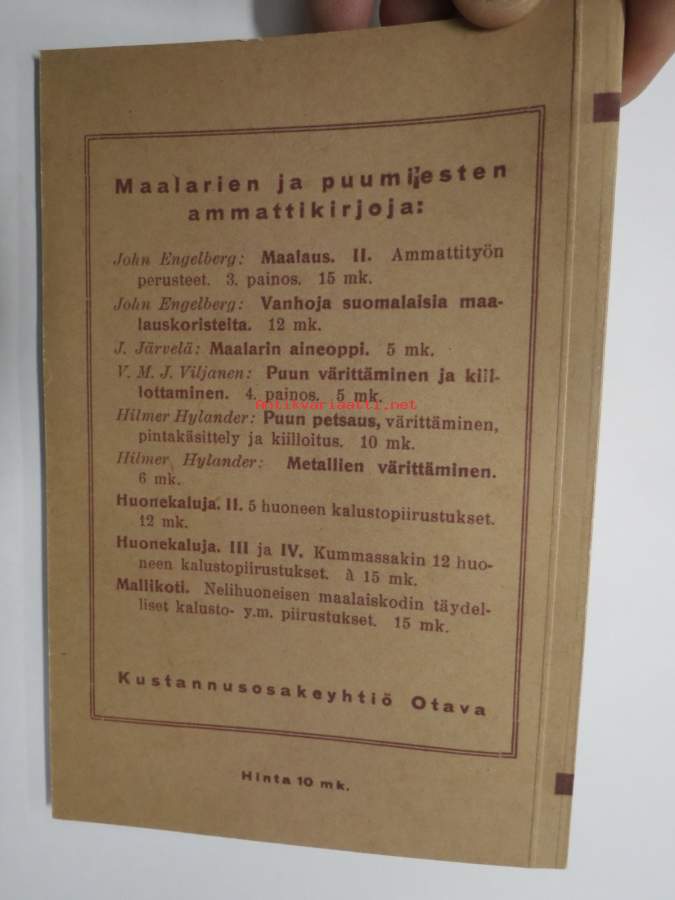 Maalarien ja puumiesten
ammattikirjoja:
John Engelberg: Maalaus. II. Ammattityön
perusteet. 3. painos. 15 mk.
John Engelberg: Vanhoja suomalaisia maa-
lauskoristeita. 12 mk.
J. Järvelä: Maalarin aineoppi. 5 mk.
V. M. J. Viljanen: Puun värittäminen ja kiil-
lottaminen. 4. painos. 5 mk.
Antikvariaatti.net
Hilmer Hylander: Puun petsaus, värittäminen,
pintakäsittely ja kiilloitus. 10 mk.
Hilmer Hylander: Metallien värittäminen.
6 mk.
Huonekaluja. II. 5 huoneen kalustopiirustukset.
12 mk.
Huonekaluja. III ja IV. Kummassakin 12 huo-
neen kalustopiirustukset. à 15 mk.
Mallikoti. Nelihuoneisen maalaiskodin täydel-
liset kalusto- y.m. piirustukset. 15 mk.
Kustannusosakeyhtiö Otava
Hinta 10 mk.